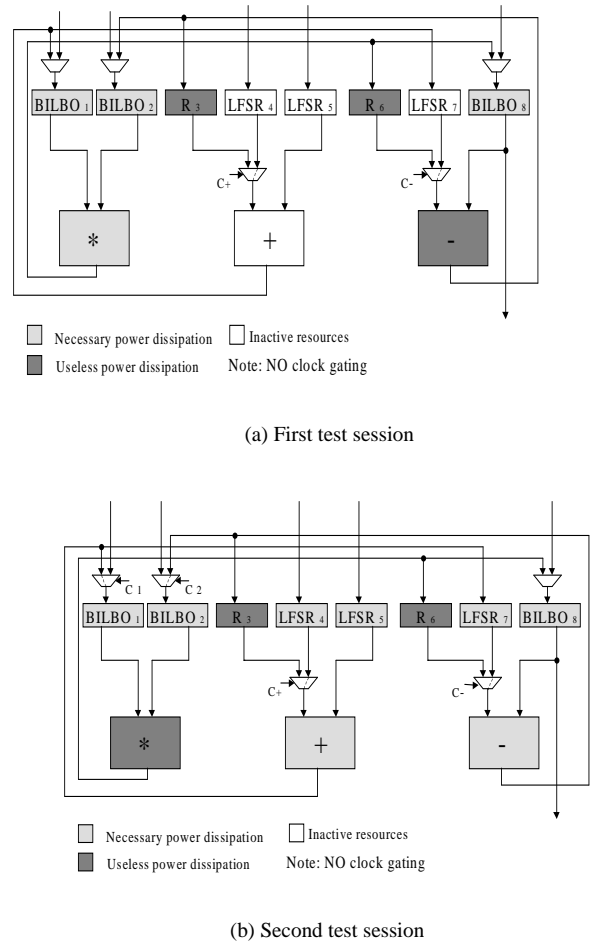 BILBO 1 BILBO 2 R 3 LFSR 4 LFSR 5 R 6 LFSR 7 BILBO 8
C+ C-
* + -
Necessary power dissipation Inactive resources
Useless power dissipation Note: NO clock gating
(a) First test session
C 1 C 2
BILBO 1 BILBO 2 R 3 LFSR 4 LFSR 5 R 6 LFSR 7 BILBO 8
C+ C-
* + -
Necessary power dissipation Inactive resources
Useless power dissipation Note: NO clock gating
(b) Second test session